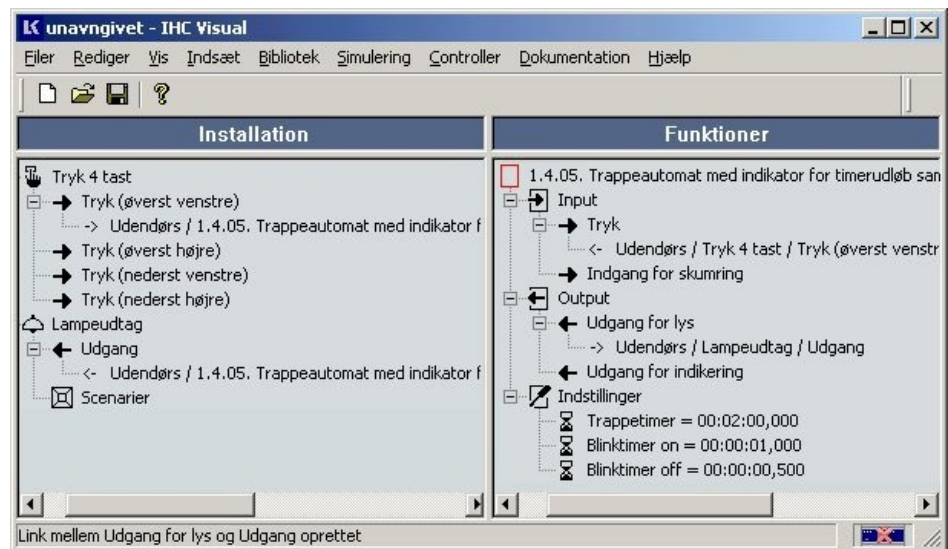 unavngivet - IHC Visual
Filer Rediger Vis Indsæt Bibliotek Simulering Controller Dokumentation Hjælp
Installation
Tryk 4 tast
Tryk (øverst venstre)
-> Udendørs / 1.4.05. Trappeautomat med indikator f
Tryk (øverst højre)
Tryk (nederst venstre)
Tryk (nederst højre)
Lampeudtag
Udgang
<- Udendørs / 1.4.05. Trappeautomat med indikator f
Scenarier
Funktioner
1.4.05. Trappeautomat med indikator for timerudløb san
Input
Tryk
<- Udendørs / Tryk 4 tast / Tryk (øverst venstr
Indgang for skumring
Output
Udgang for lys
-> Udendørs / Lampeudtag / Udgang
Udgang for indikering
Indstillinger
Trappetimer = 00:02:00,000
Blinktimer on = 00:00:01,000
Blinktimer off = 00:00:00,500
Link mellem Udgang for lys og Udgang oprettet